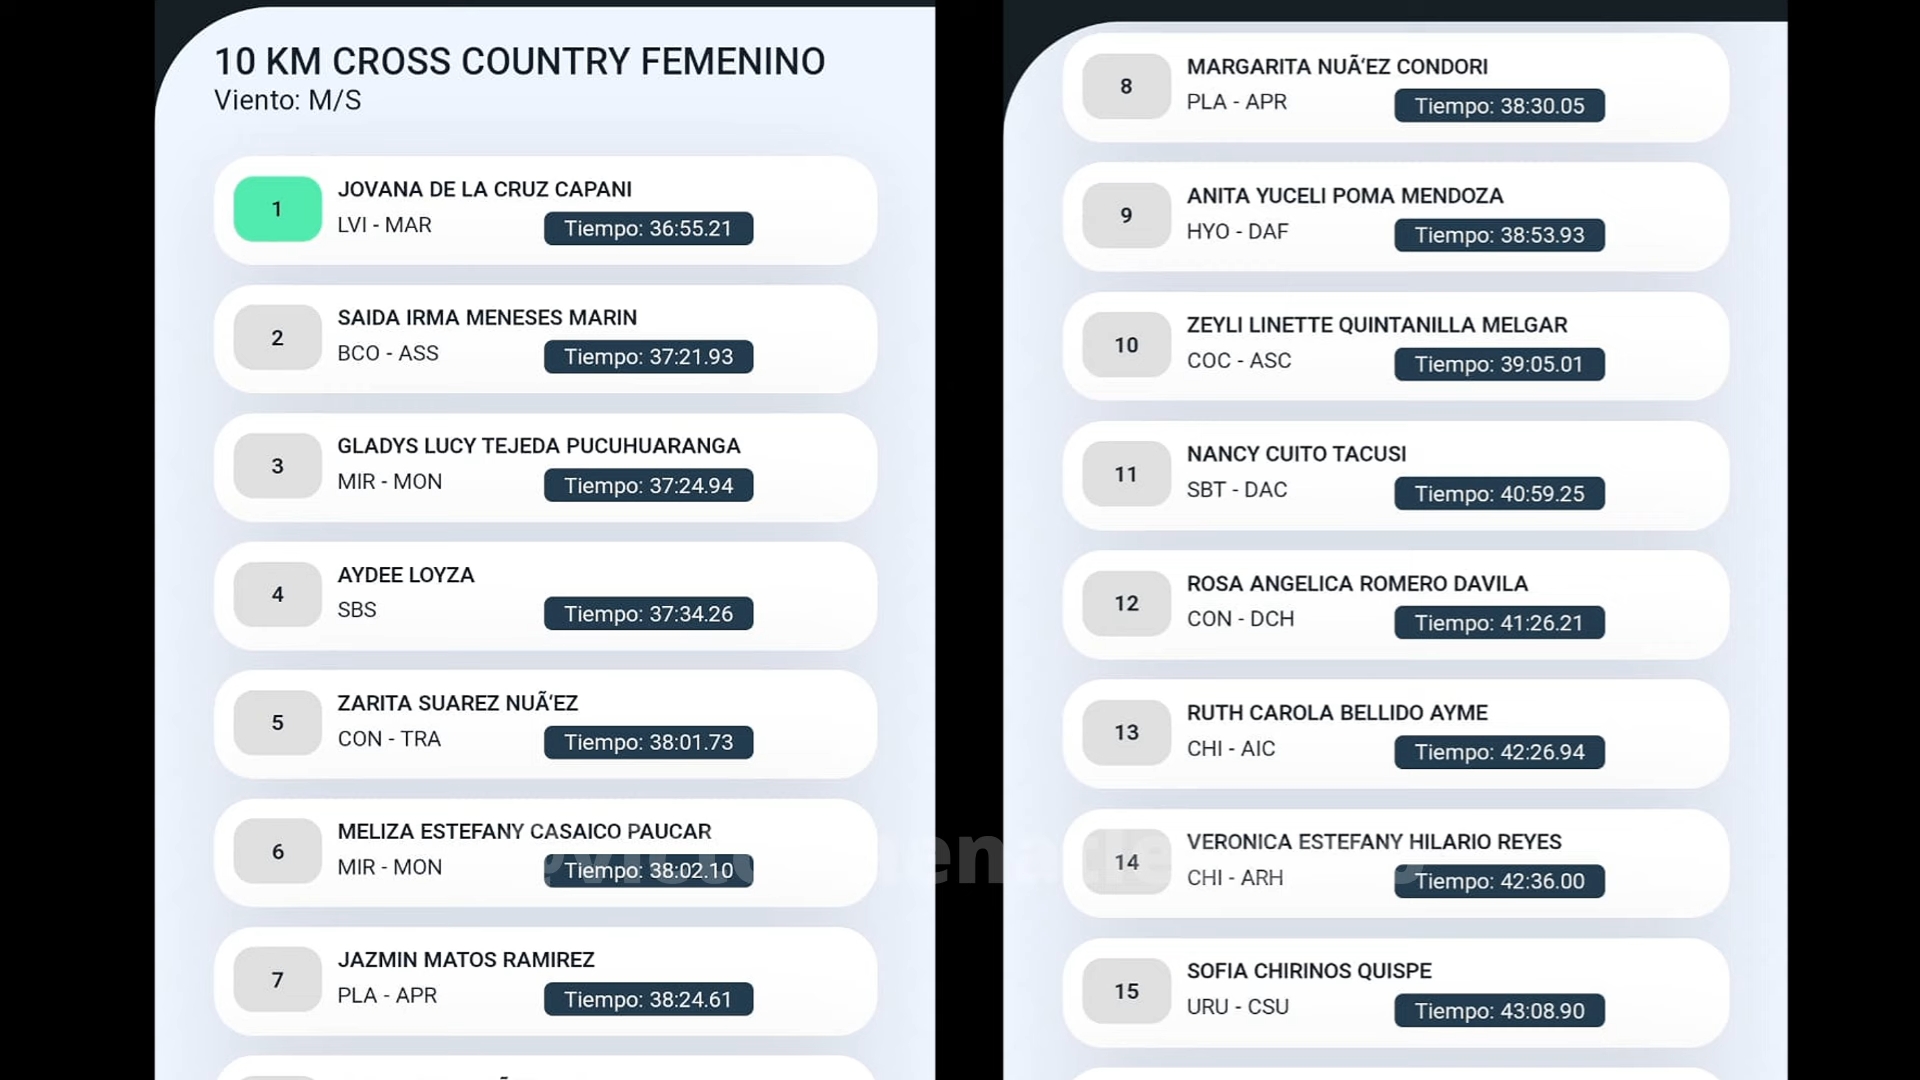 10 KM CROSS COUNTRY FEMENINO
Viento: M/S
1
JOVANA DE LA CRUZ CAPANI
LVI - MAR
Tiempo: 36:55.21
2
SAIDA IRMA MENESES MARIN
BCO - ASS
Tiempo: 37:21.93
3
GLADYS LUCY TEJEDA PUCUHUARANGA
MIR - MON
Tiempo: 37:24.94
4
AYDEE LOYZA
SBS
Tiempo: 37:34.26
5
ZARITA SUAREZ NUÃ‘EZ
CON - TRA
Tiempo: 38:01.73
6
MELIZA ESTEFANY CASAICO PAUCAR
MIR - MON
Tiempo: 38:02.10
7
JAZMIN MATOS RAMIREZ
PLA - APR
Tiempo: 38:24.61
8
MARGARITA NUÃ‘EZ CONDORI
PLA - APR
Tiempo: 38:30.05
9
ANITA YUCELI POMA MENDOZA
HYO - DAF
Tiempo: 38:53.93
10
ZEYLI LINETTE QUINTANILLA MELGAR
COC - ASC
Tiempo: 39:05.01
11
NANCY CUITO TACUSI
SBT - DAC
Tiempo: 40:59.25
12
ROSA ANGELICA ROMERO DAVILA
CON - DCH
Tiempo: 41:26.21
13
RUTH CAROLA BELLIDO AYME
CHI - AIC
Tiempo: 42:26.94
14
VERONICA ESTEFANY HILARIO REYES
CHI - ARH
Tiempo: 42:36.00
15
SOFIA CHIRINOS QUISPE
URU - CSU
Tiempo: 43:08.90